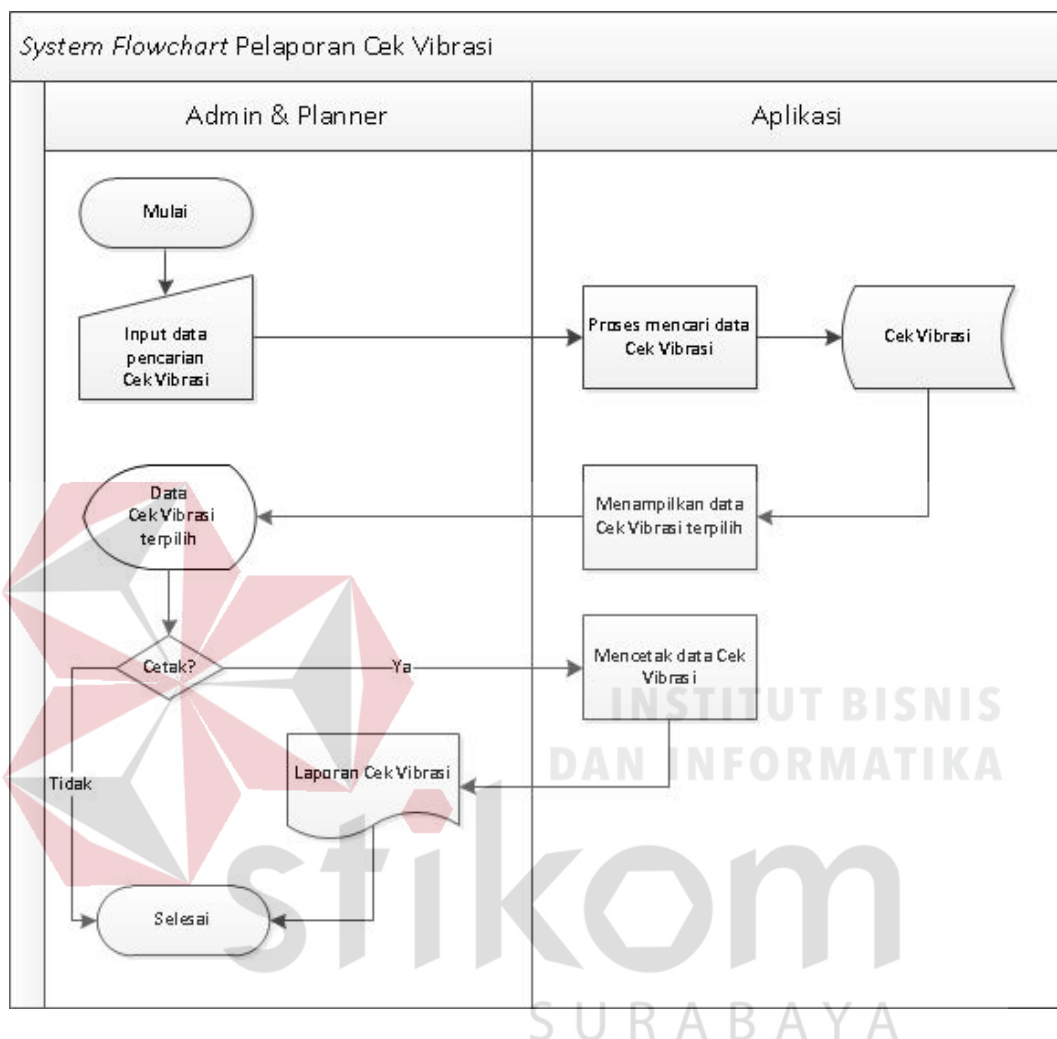 System Flowchart Pelaporan Cek Vibrasi
Admin & Planner
Aplikasi
Mulai
Input data
pencarian
Cek Vibrasi
Proses mencari data
Cek Vibrasi
Cek Vibrasi
Data
Cek Vibrasi
terpilih
Menampilkan data
Cek Vibrasi terpilih
Cetak?
Ya
Mencetak data Cek
Vibrasi
Tidak
Laporan Cek Vibrasi
Selesai
INSTITUT BISNIS
DAN INFORMATIKA
stikom
SURABAYA